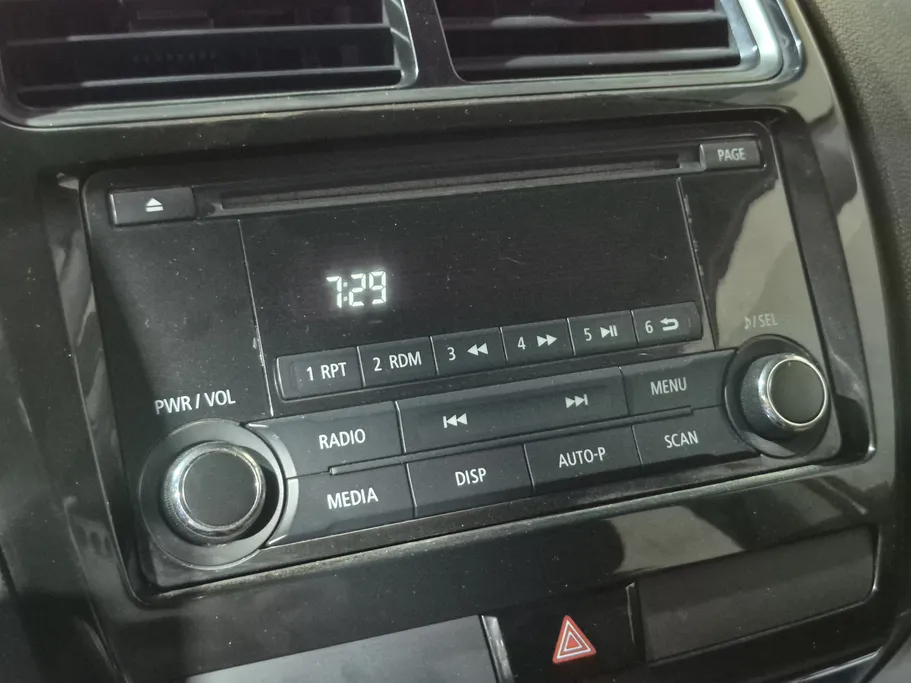 PAGE
7:29
♪/SEL
1 RPT
2 RDM
3
4
5
6
PWR / VOL
RADIO
MENU
MEDIA
DISP
AUTO-P
SCAN